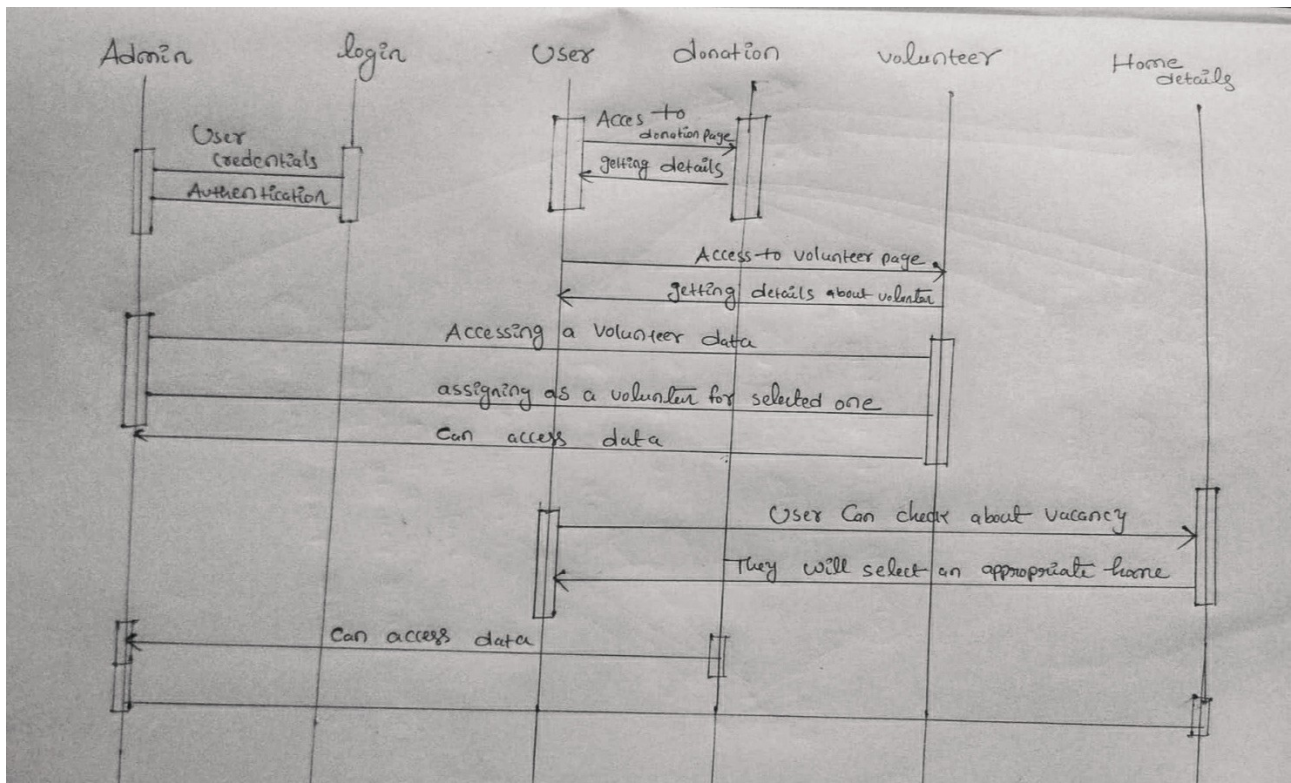 Admin login User donation volunteer Home
details
Acces to
donation page
User
Credentials
getting details
Authentication
Access to volunteer page
getting details about volunter
Accessing a volunteer data
assigning as a volunter for selected one
Can access data
User Can check about vacancy
They will select an appropriate home
Can access data